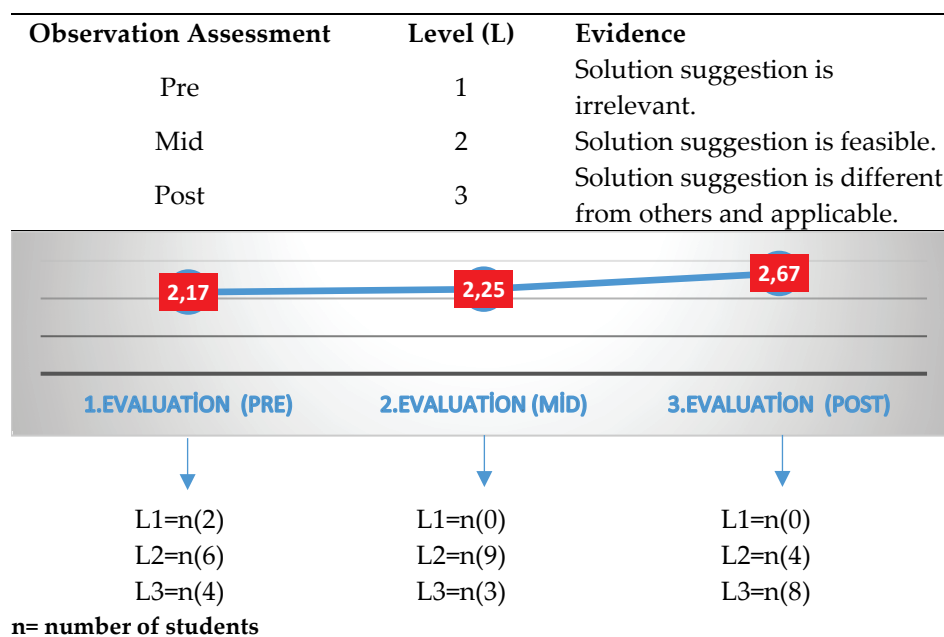 Observation Assessment Level (L) Evidence
Pre 1 Solution suggestion is
irrelevant.
Mid 2 Solution suggestion is feasible.
Post 3 Solution suggestion is different
from others and applicable.
2,17 2,25 2,67
1.EVALUATİON (PRE) 2.EVALUATİON (MİD) 3.EVALUATİON (POST)
L1=n(2) L1=n(0) L1=n(0)
L2=n(6) L2=n(9) L2=n(4)
L3=n(4) L3=n(3) L3=n(8)
n= number of students